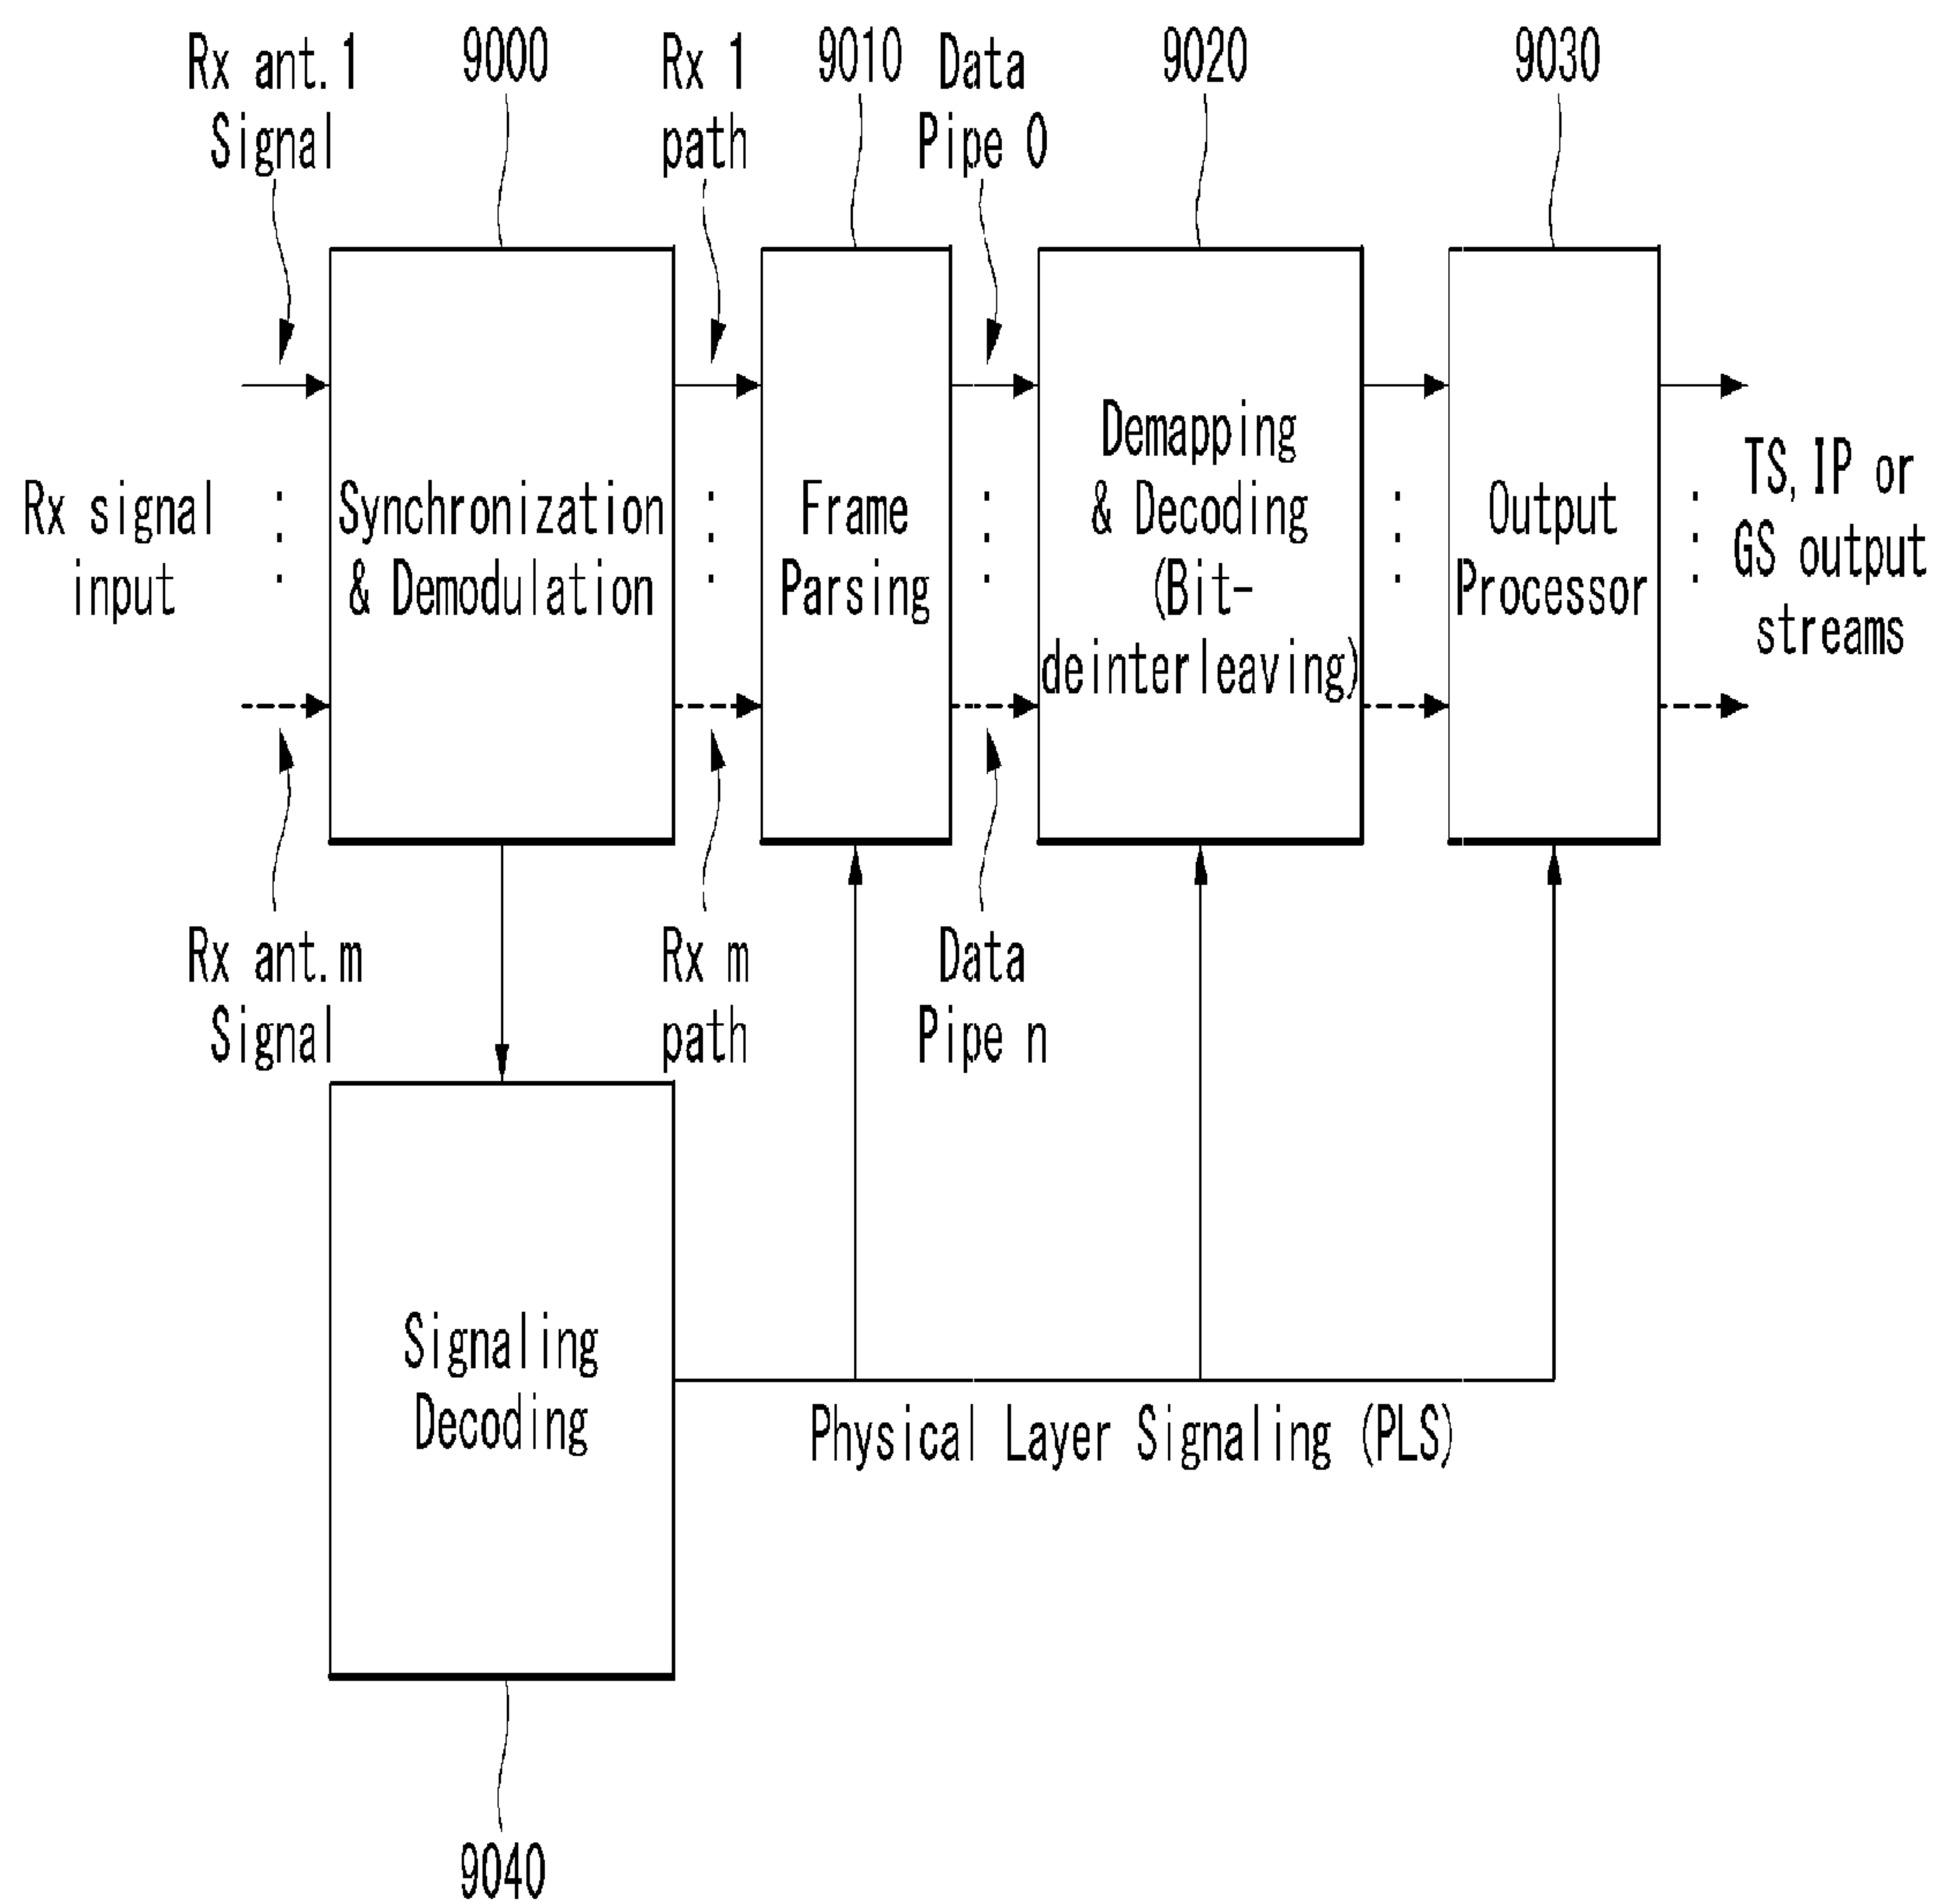 Rx ant.1
Signal
9000
Rx 1
path
9010
Data
Pipe 0
9020
9030
Rx signal
input
Synchronization
& Demodulation
Frame
Parsing
Demapping
& Decoding
(Bit-
deinterleaving)
Output
Processor
TS, IP or
GS output
streams
Rx ant.m
Signal
Rx m
path
Data
Pipe n
Signaling
Decoding
Physical Layer Signaling (PLS)
9040